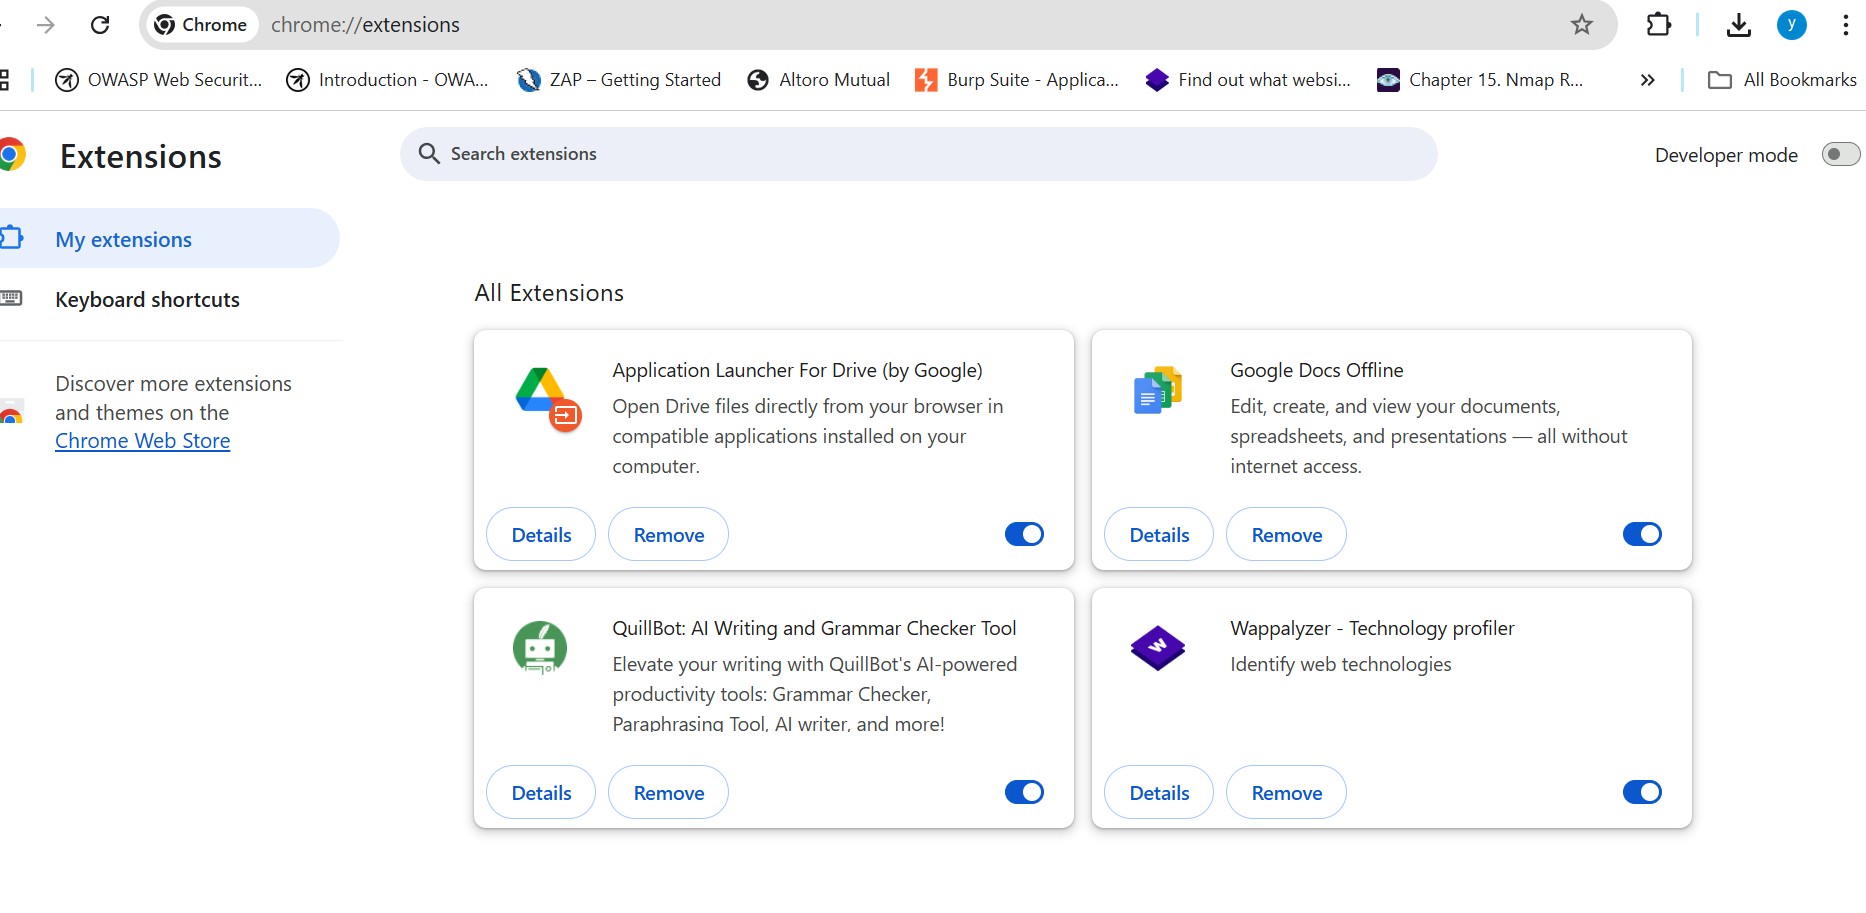 Chrome chrome://extensions y
OWASP Web Securit... Introduction - OWA... ZAP – Getting Started Altoro Mutual Burp Suite - Applica... Find out what websi... Chapter 15. Nmap R... » All Bookmarks
Extensions
Search extensions
Developer mode
My extensions
Keyboard shortcuts
Discover more extensions
and themes on the
Chrome Web Store
All Extensions
Application Launcher For Drive (by Google)
Open Drive files directly from your browser in
compatible applications installed on your
computer.
Details Remove
Google Docs Offline
Edit, create, and view your documents,
spreadsheets, and presentations — all without
internet access.
Details Remove
QuillBot: AI Writing and Grammar Checker Tool
Elevate your writing with QuillBot's AI-powered
productivity tools: Grammar Checker,
Paraphrasing Tool, AI writer, and more!
Details Remove
W
Wappalyzer - Technology profiler
Identify web technologies
Details Remove